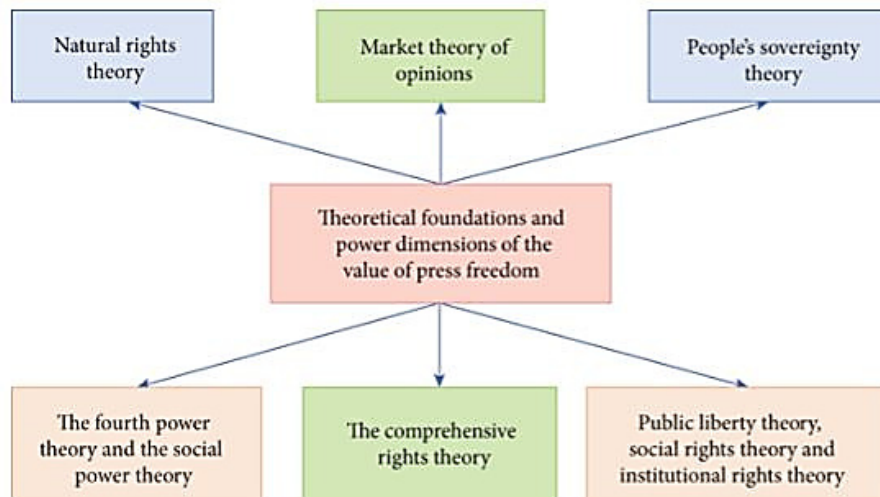 Natural rights
theory
Market theory of
opinions
People's sovereignty
theory
Theoretical foundations and
power dimensions of the
value of press freedom
The fourth power
theory and the social
power theory
The comprehensive
rights theory
Public liberty theory,
social rights theory and
institutional rights theory